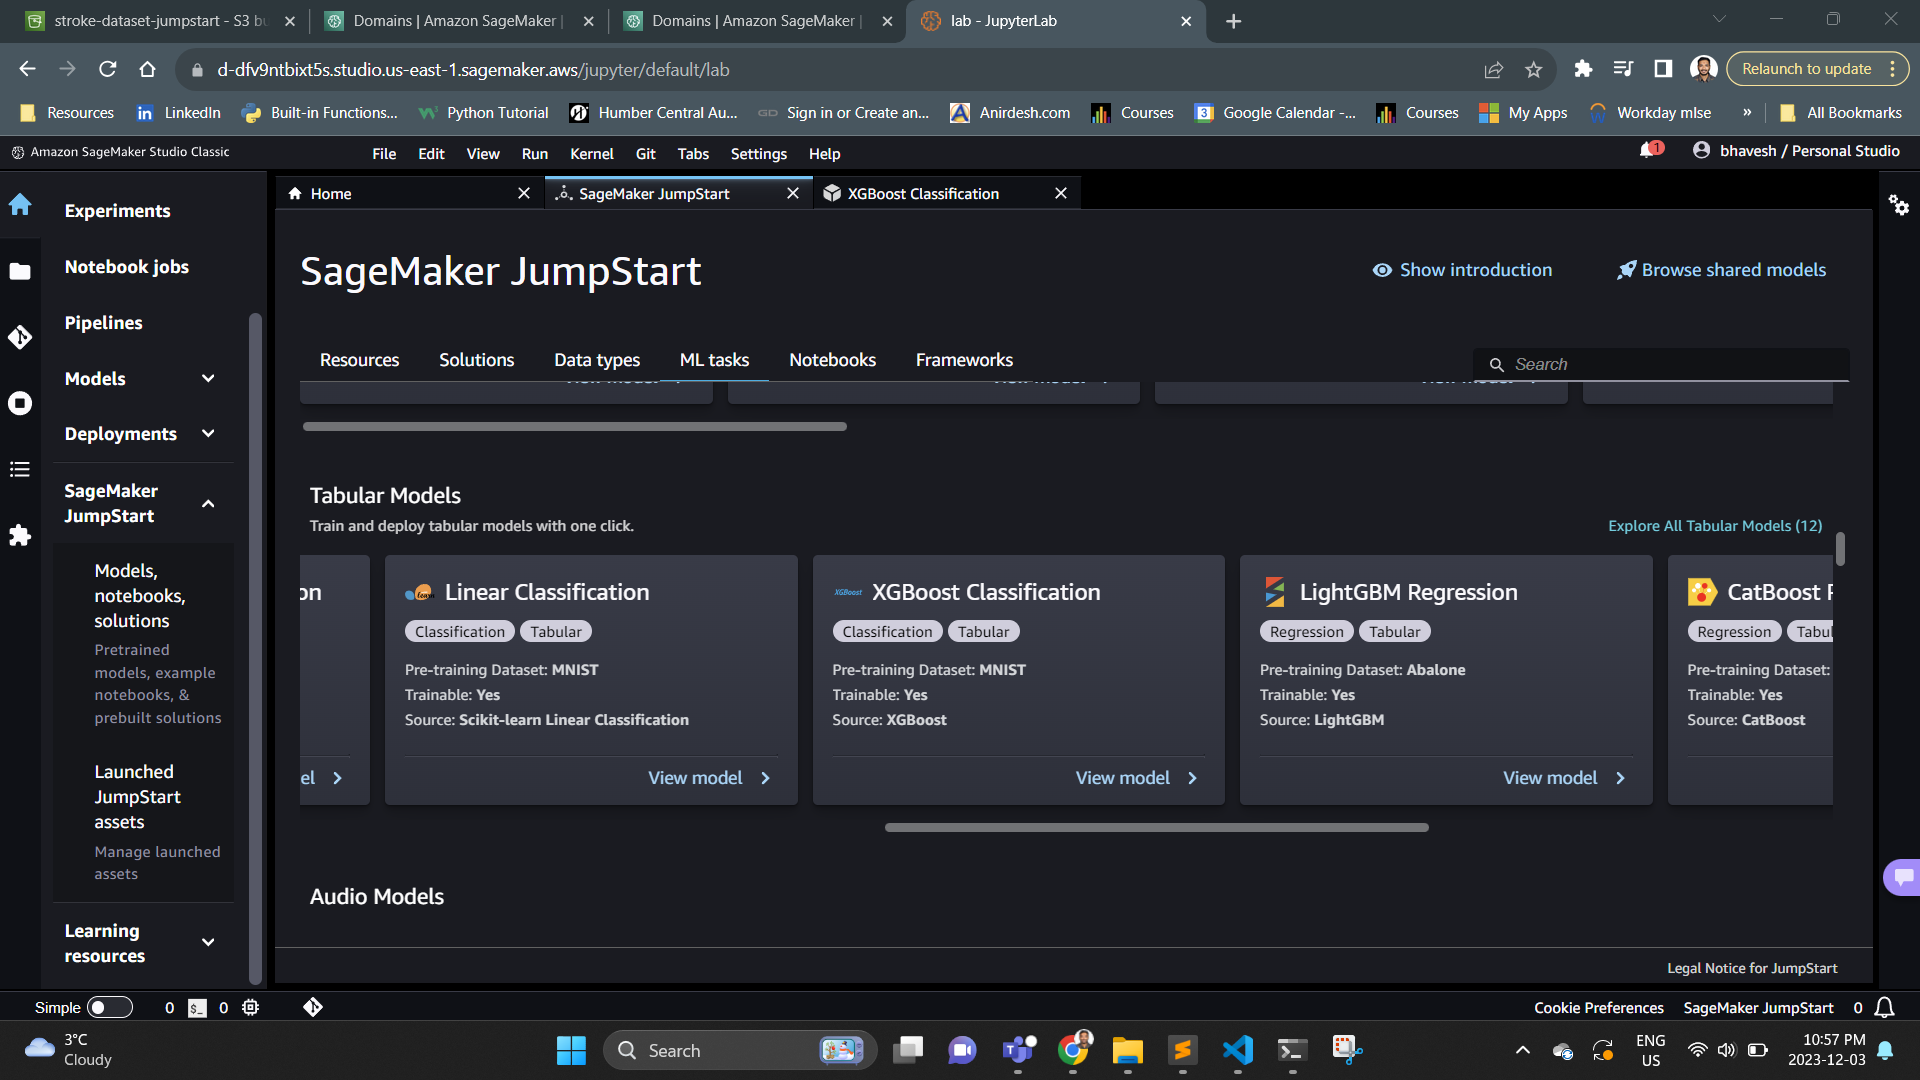 stroke-dataset-jumpstart - S3 bu
Domains | Amazon SageMaker |
Domains | Amazon SageMaker |
lab - JupyterLab
d-dfv9ntbixt5s.studio.us-east-1.sagemaker.aws/jupyter/default/lab
Relaunch to update
Resources
LinkedIn
Built-in Functions...
Python Tutorial
Humber Central Au...
Sign in or Create an...
Anirdesh.com
Courses
Google Calendar -...
Courses
My Apps
Workday mlse
»
All Bookmarks
Amazon SageMaker Studio Classic
File Edit View Run Kernel Git Tabs Settings Help
1
bhavesh / Personal Studio
Home
SageMaker JumpStart
XGBoost Classification
Experiments
Notebook jobs
Pipelines
Models
Deployments
SageMaker
JumpStart
Models,
notebooks,
solutions
Pretrained
models, example
notebooks, &
prebuilt solutions
Launched
JumpStart
assets
Manage launched
assets
Learning
resources
SageMaker JumpStart
Show introduction
Browse shared models
Resources
Solutions
Data types
ML tasks
Notebooks
Frameworks
Search
Tabular Models
Train and deploy tabular models with one click.
Explore All Tabular Models (12)
on
el
Linear Classification
Classification Tabular
Pre-training Dataset: MNIST
Trainable: Yes
Source: Scikit-learn Linear Classification
View model
XGBoost
XGBoost Classification
Classification Tabular
Pre-training Dataset: MNIST
Trainable: Yes
Source: XGBoost
View model
LightGBM Regression
Regression Tabular
Pre-training Dataset: Abalone
Trainable: Yes
Source: LightGBM
View model
CatBoost
Regression Tabul
Pre-training Dataset:
Trainable: Yes
Source: CatBoost
Audio Models
Legal Notice for JumpStart
Simple
0
$_
0
Cookie Preferences
SageMaker JumpStart
0
3°C
Cloudy
Search
ENG
US
10:57 PM
2023-12-03